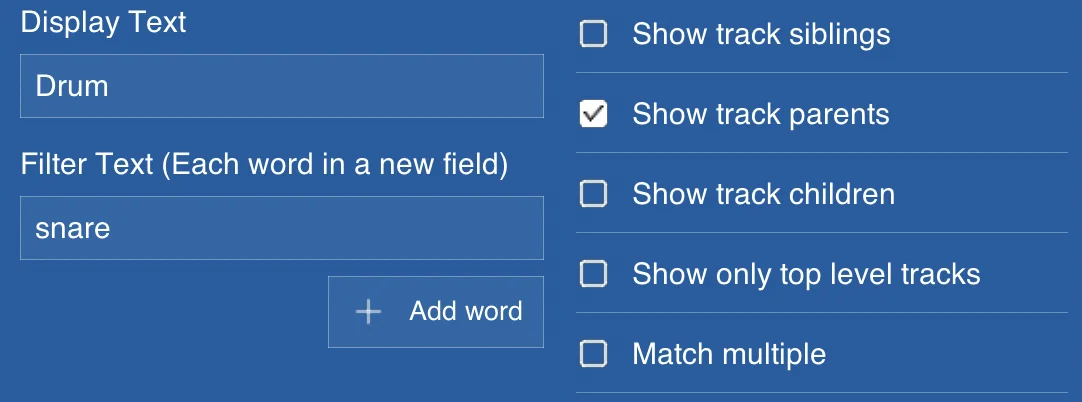 Display Text
Drum
Filter Text (Each word in a new field)
snare
Add word
Show track siblings
Show track parents
Show track children
Show only top level tracks
Match multiple